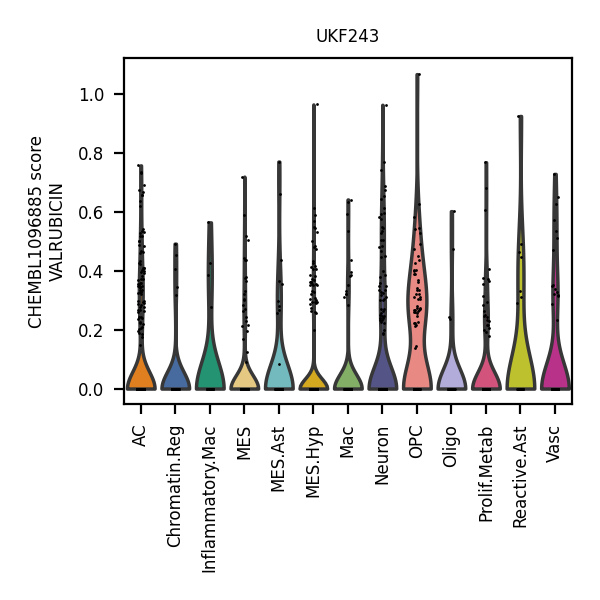 UKF243
CHEMBL1096885 score
VALRUBICIN
1.0
0.8
0.6
0.4
0.2
0.0
AC
Chromatin.Reg
Inflammatory.Mac
MES
MES.Ast
MES.Hyp
Mac
Neuron
OPC
Oligo
Prolif.Metab
Reactive.Ast
Vasc